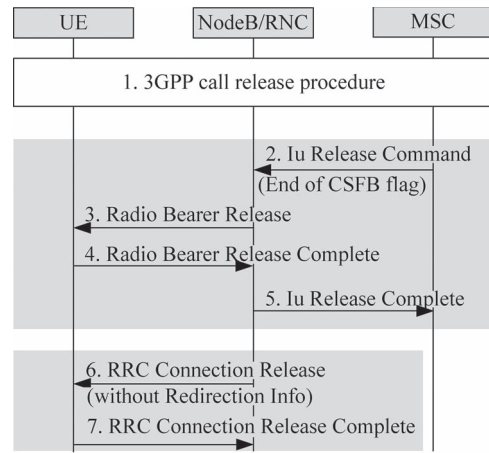 UE NodeB/RNC MSC
1. 3GPP call release procedure
2. Iu Release Command
(End of CSFB flag)
3. Radio Bearer Release
4. Radio Bearer Release Complete
5. Iu Release Complete
6. RRC Connection Release
(without Redirection Info)
7. RRC Connection Release Complete